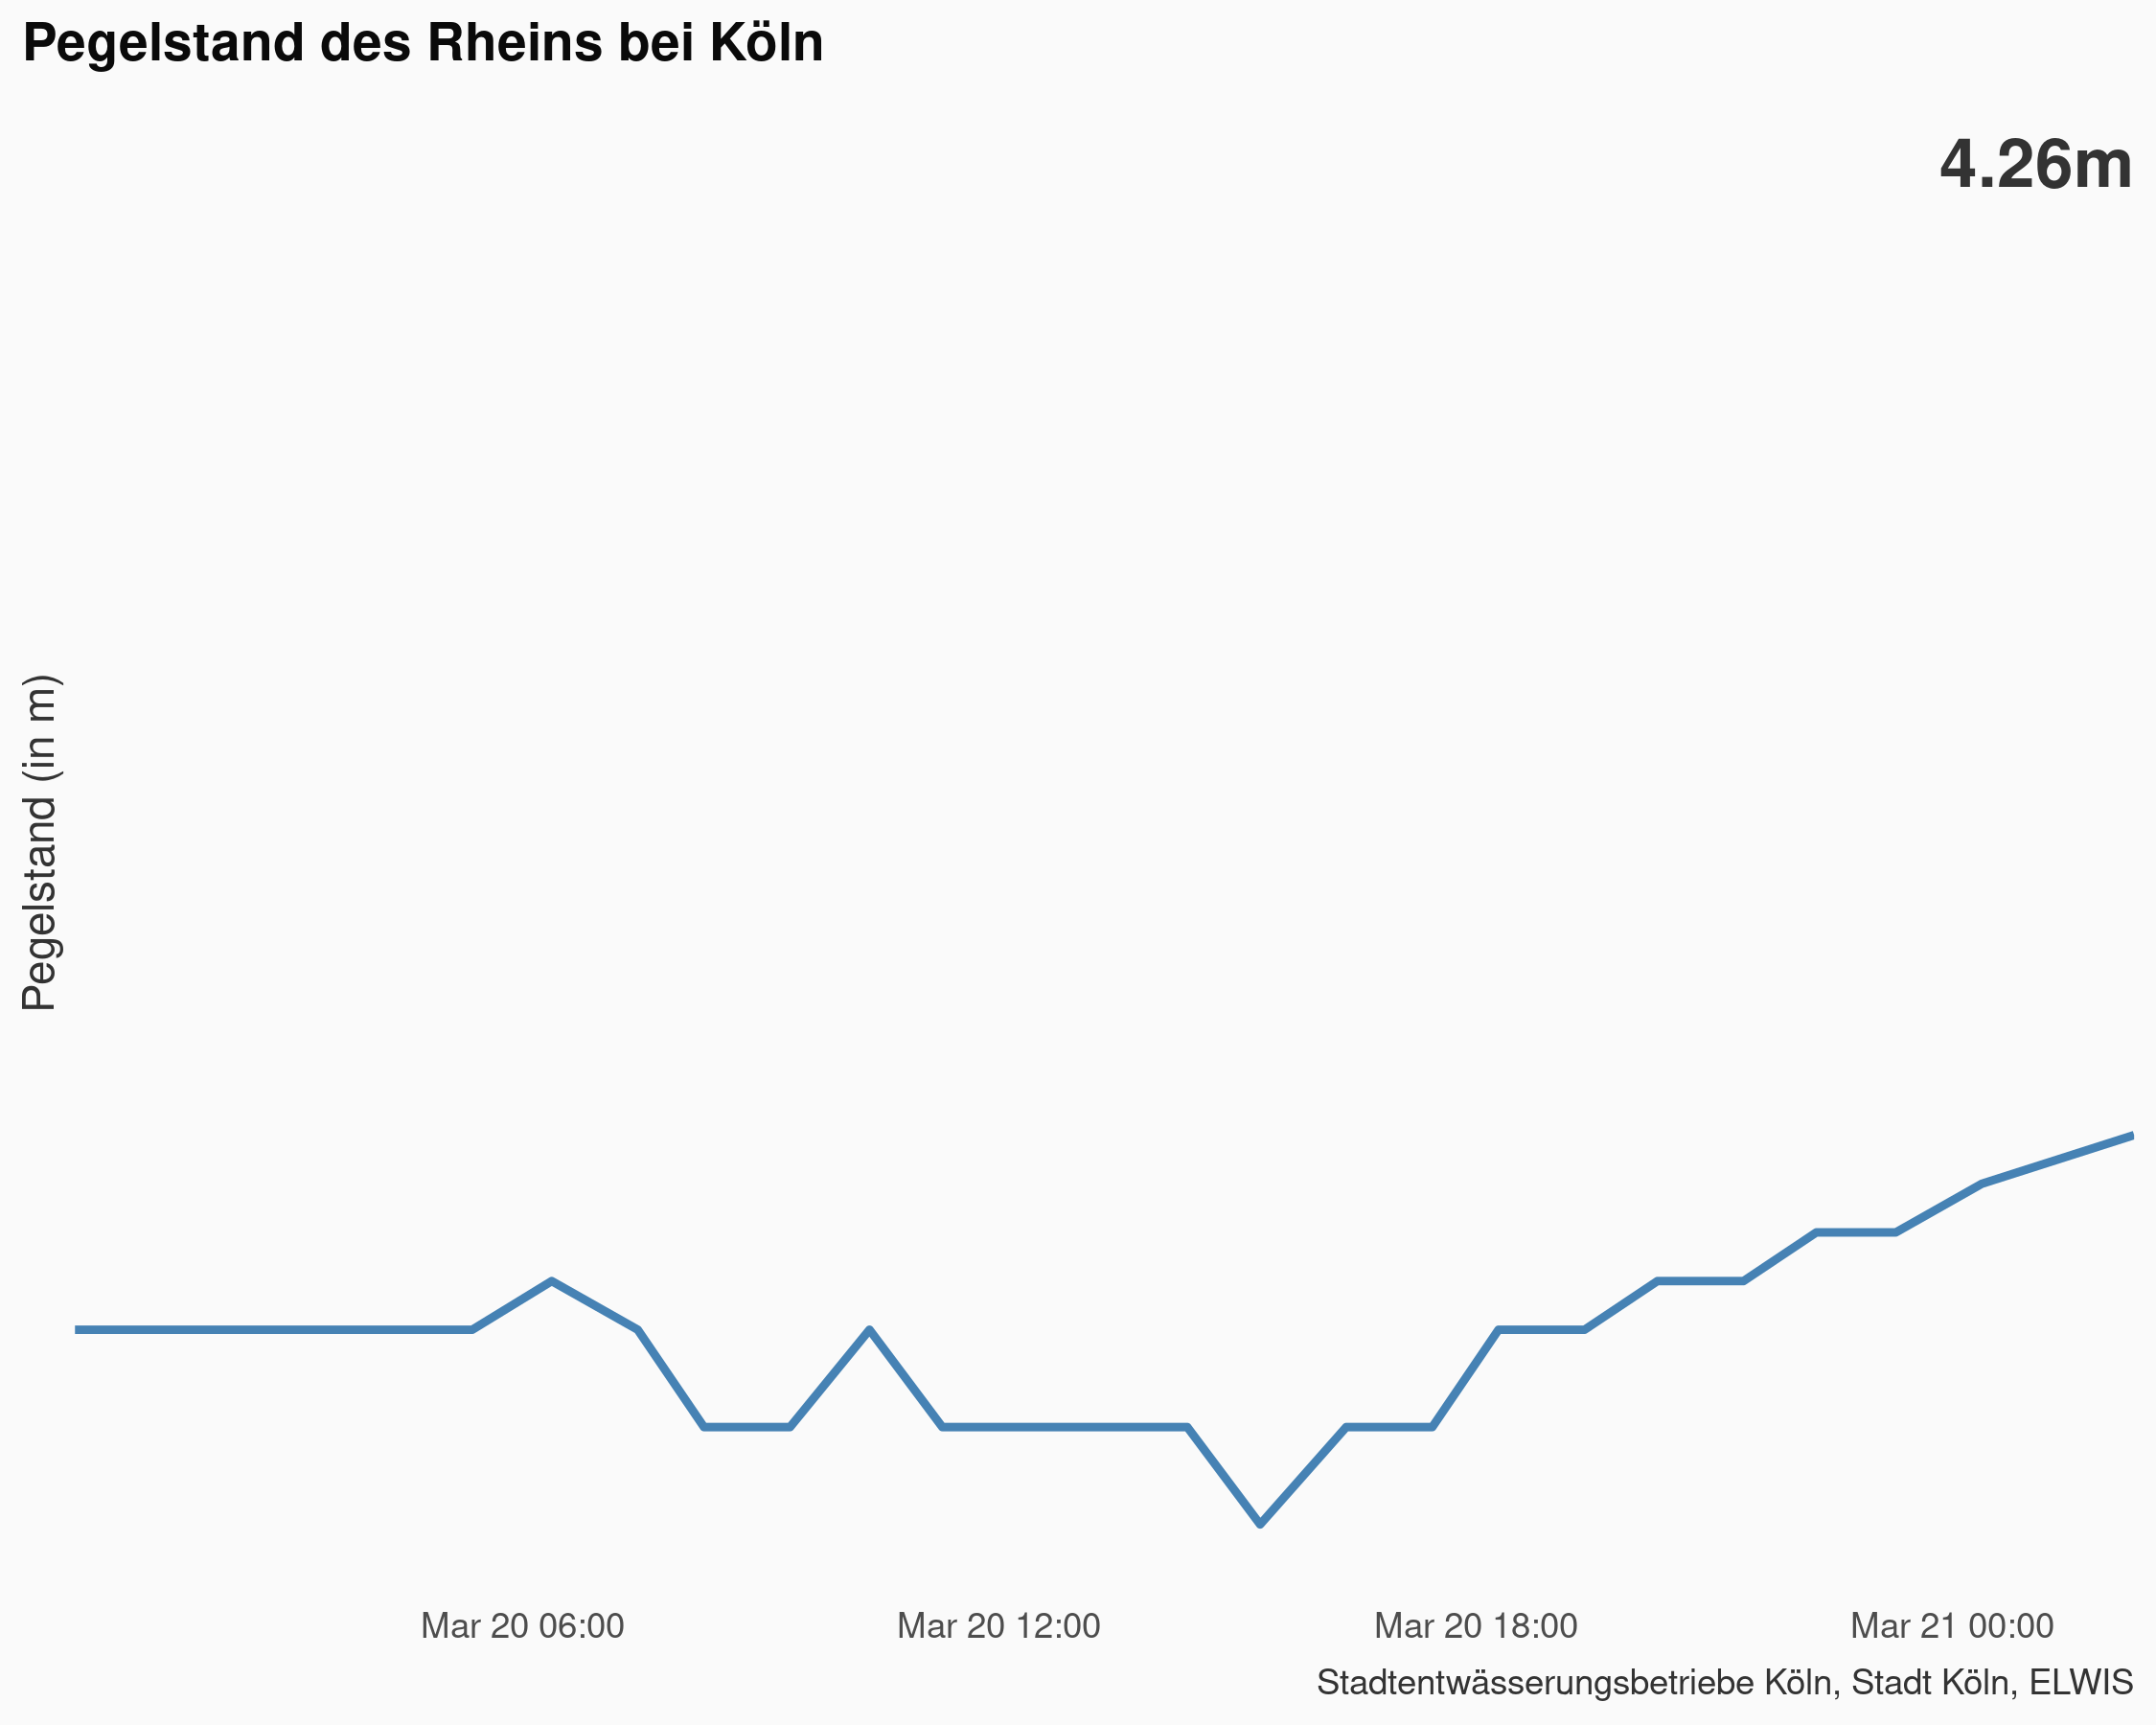 Pegelstand des Rheins bei Köln
4.26m
Pegelstand (in m)
Mar 20 06:00 Mar 20 12:00 Mar 20 18:00 Mar 21 00:00
Stadtentwässerungsbetriebe Köln, Stadt Köln, ELWIS